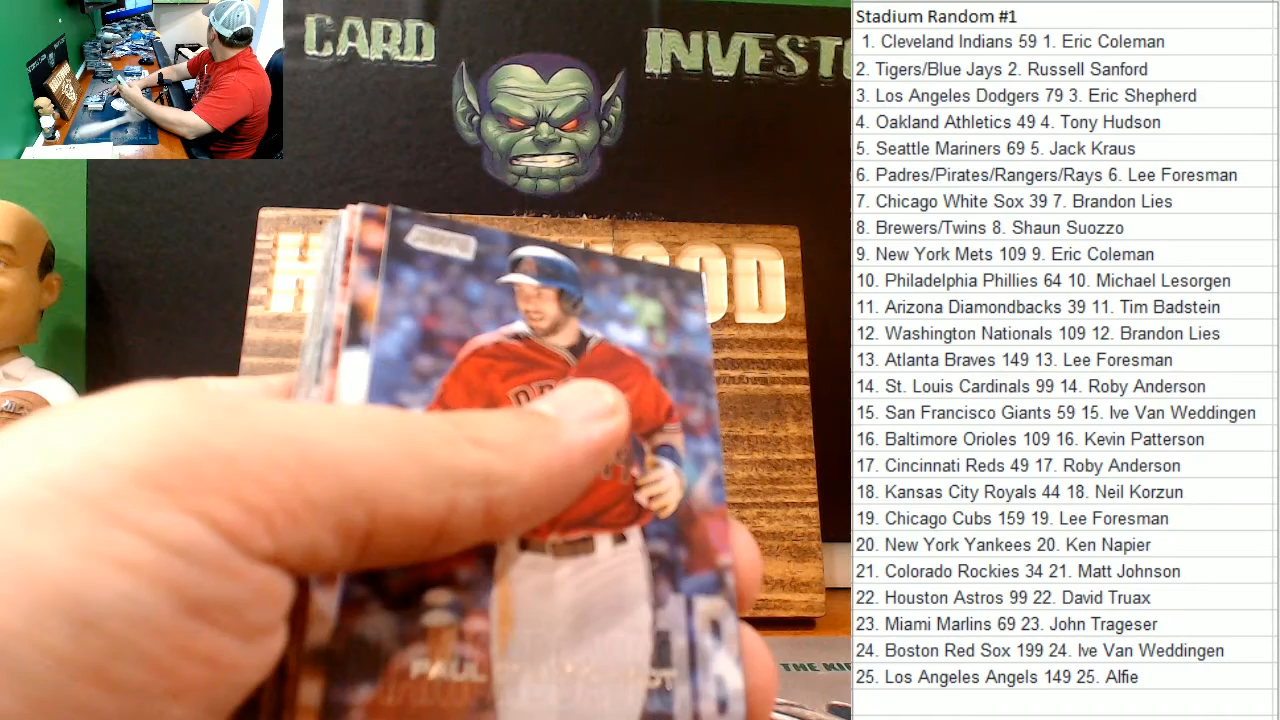 CARD INVESTO
H OOD
PAUL
THE KI
Stadium Random #1
1. Cleveland Indians 59 1. Eric Coleman
2. Tigers/Blue Jays 2. Russell Sanford
3. Los Angeles Dodgers 79 3. Eric Shepherd
4. Oakland Athletics 49 4. Tony Hudson
5. Seattle Mariners 69 5. Jack Kraus
6. Padres/Pirates/Rangers/Rays 6. Lee Foresman
7. Chicago White Sox 39 7. Brandon Lies
8. Brewers/Twins 8. Shaun Suozzo
9. New York Mets 109 9. Eric Coleman
10. Philadelphia Phillies 64 10. Michael Lesorgen
11. Arizona Diamondbacks 39 11. Tim Badstein
12. Washington Nationals 109 12. Brandon Lies
13. Atlanta Braves 149 13. Lee Foresman
14. St. Louis Cardinals 99 14. Roby Anderson
15. San Francisco Giants 59 15. Ive Van Weddingen
16. Baltimore Orioles 109 16. Kevin Patterson
17. Cincinnati Reds 49 17. Roby Anderson
18. Kansas City Royals 44 18. Neil Korzun
19. Chicago Cubs 159 19. Lee Foresman
20. New York Yankees 20. Ken Napier
21. Colorado Rockies 34 21. Matt Johnson
22. Houston Astros 99 22. David Truax
23. Miami Marlins 69 23. John Trageser
24. Boston Red Sox 199 24. Ive Van Weddingen
25. Los Angeles Angels 149 25. Alfie